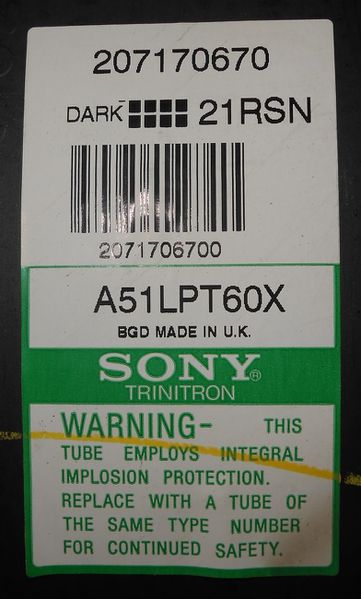 207170670
DARK 21RSN
2071706700
A51LPT60X
BGD MADE IN U.K.
SONY®
TRINITRON
WARNING- THIS
TUBE EMPLOYS INTEGRAL
IMPLOSION PROTECTION.
REPLACE WITH A TUBE OF
THE SAME TYPE NUMBER
FOR CONTINUED SAFETY.